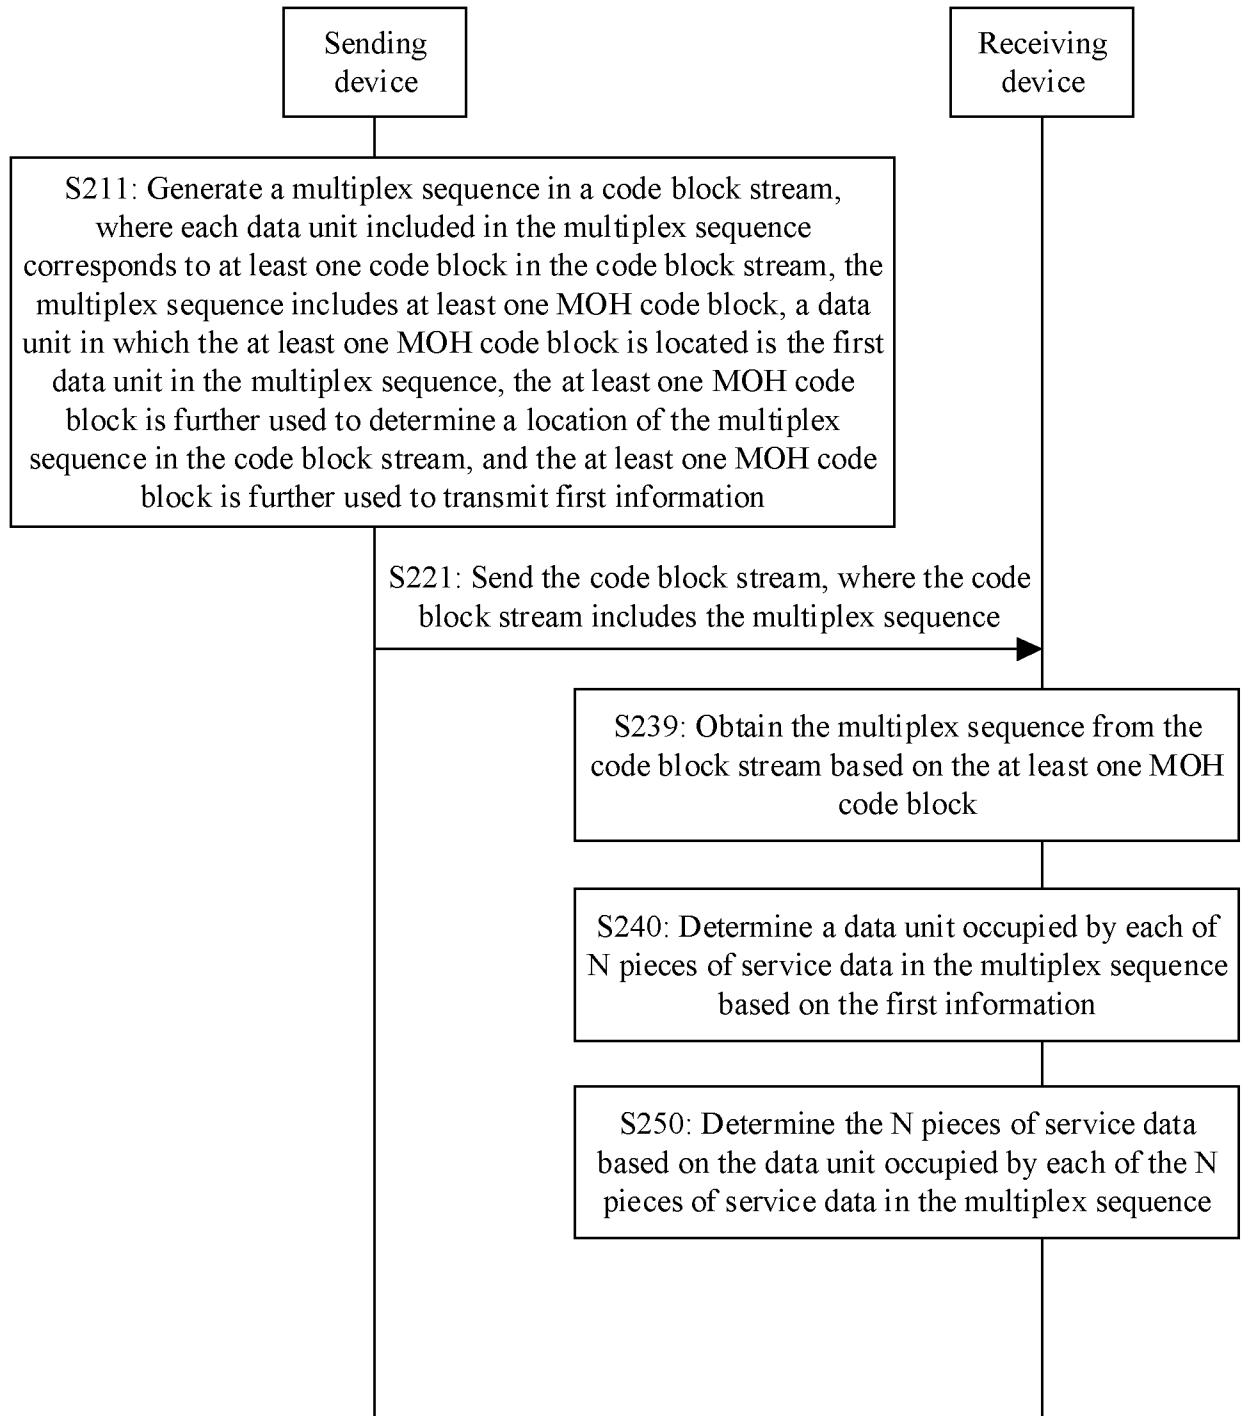 Sending
device
Receiving
device
S211: Generate a multiplex sequence in a code block stream,
where each data unit included in the multiplex sequence
corresponds to at least one code block in the code block stream, the
multiplex sequence includes at least one MOH code block, a data
unit in which the at least one MOH code block is located is the first
data unit in the multiplex sequence, the at least one MOH code
block is further used to determine a location of the multiplex
sequence in the code block stream, and the at least one MOH code
block is further used to transmit first information
S221: Send the code block stream, where the code
block stream includes the multiplex sequence
S239: Obtain the multiplex sequence from the
code block stream based on the at least one MOH
code block
S240: Determine a data unit occupied by each of
N pieces of service data in the multiplex sequence
based on the first information
S250: Determine the N pieces of service data
based on the data unit occupied by each of the N
pieces of service data in the multiplex sequence